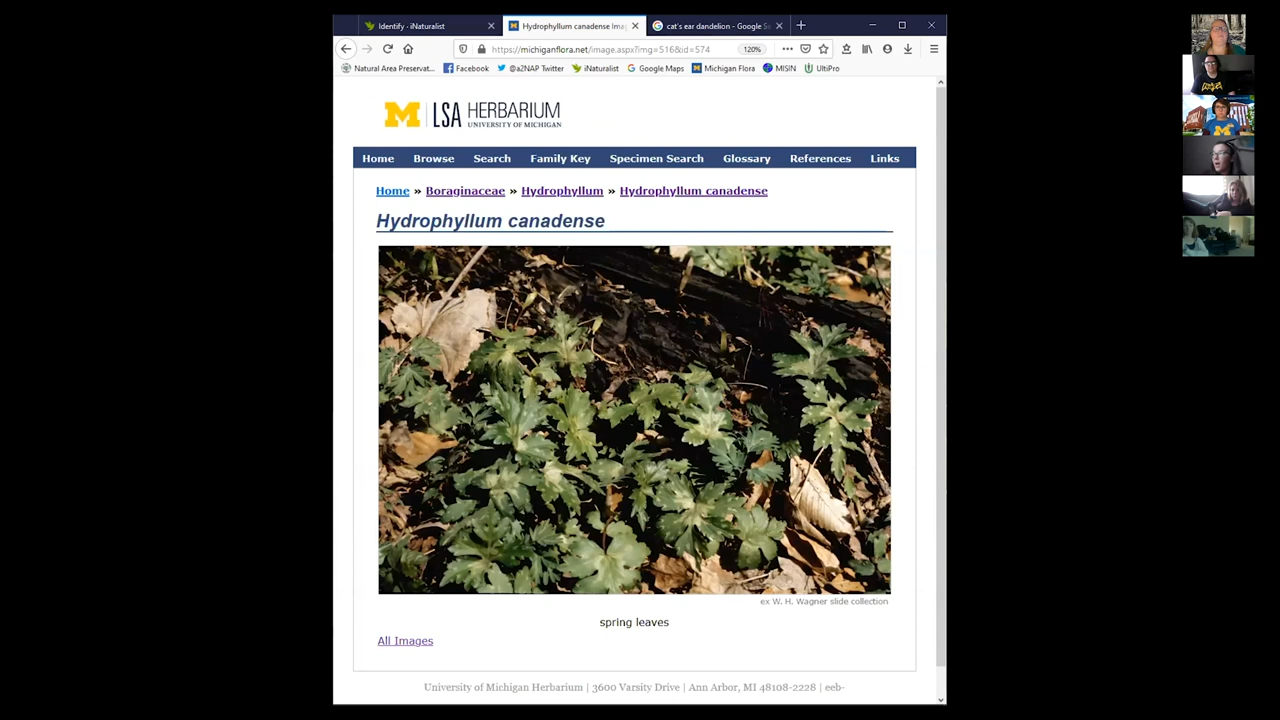 Identify · iNaturalist
Hydrophyllum canadense Ima
cat's ear dandelion - Google Se
https://michiganflora.net/image.aspx?img=516&id=574
120%
Natural Area Preservat...
Facebook
@a2NAP Twitter
iNaturalist
Google Maps
Michigan Flora
MISIN
UltiPro
M LSA HERBARIUM
UNIVERSITY OF MICHIGAN
Home Browse Search Family Key Specimen Search Glossary References Links
Home » Boraginaceae » Hydrophyllum » Hydrophyllum canadense
Hydrophyllum canadense
ex W. H. Wagner slide collection
spring leaves
All Images
University of Michigan Herbarium | 3600 Varsity Drive | Ann Arbor, MI 48108-2228 | eeb-